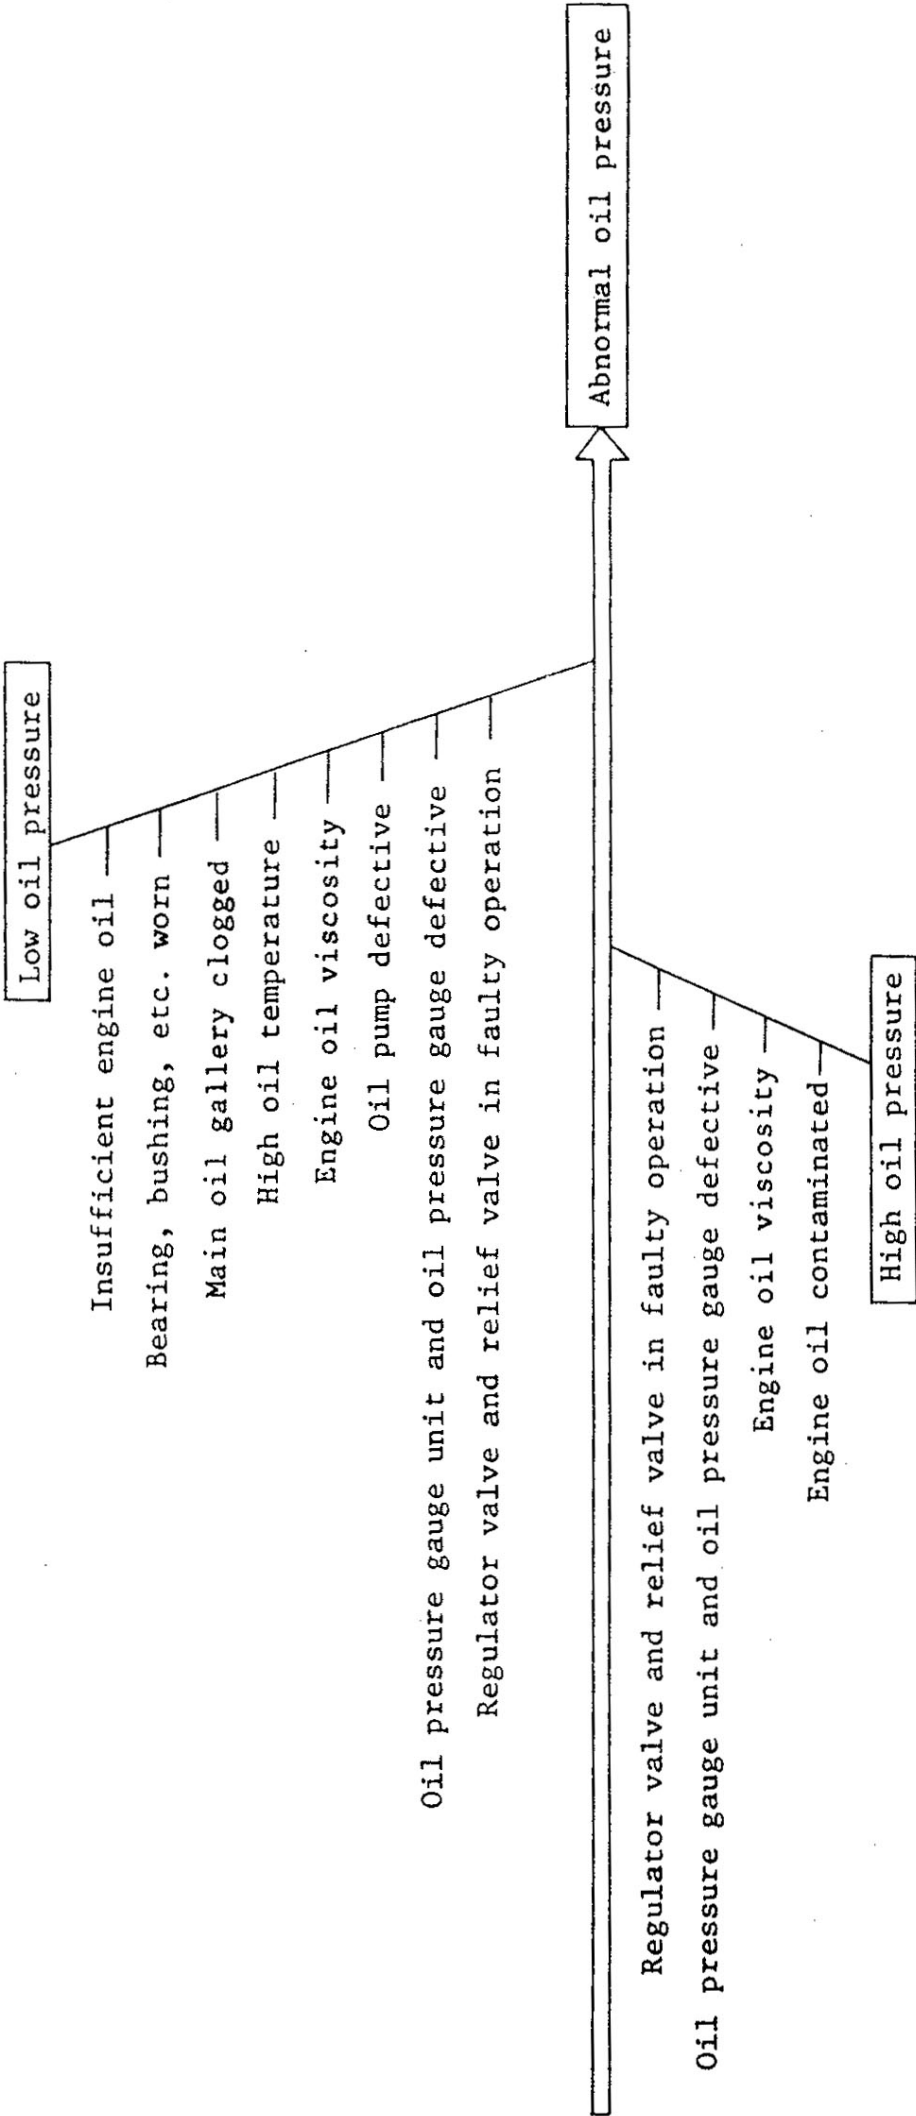 Low oil pressure
Insufficient engine oil
Bearing, bushing, etc. worn
Main oil gallery clogged
High oil temperature
Engine oil viscosity
Oil pump defective
Oil pressure gauge unit and oil pressure gauge defective
Regulator valve and relief valve in faulty operation
Abnormal oil pressure
Regulator valve and relief valve in faulty operation
Oil pressure gauge unit and oil pressure gauge defective
Engine oil viscosity
Engine oil contaminated
High oil pressure